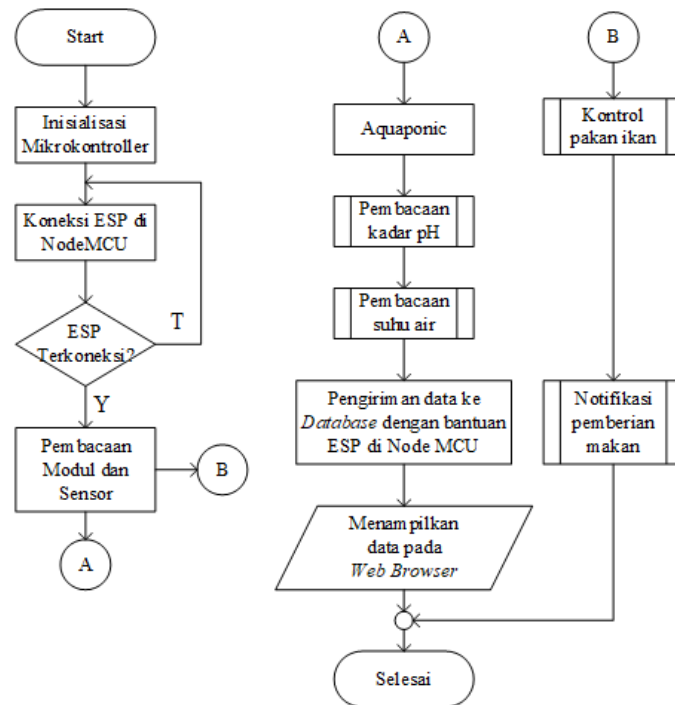 Start
Inisialisasi
Mikrokontroller
Koneksi ESP di
NodeMCU
ESP
Terkoneksi?
T
Y
Pembacaan
Modul dan
Sensor
B
A
A
Aquaponic
Pembacaan
kadar pH
Pembacaan
suhu air
Pengiriman data ke
Database dengan bantuan
ESP di Node MCU
Menampilkan
data pada
Web Browser
Selesai
B
Kontrol
pakan ikan
Notifikasi
pemberian
makan